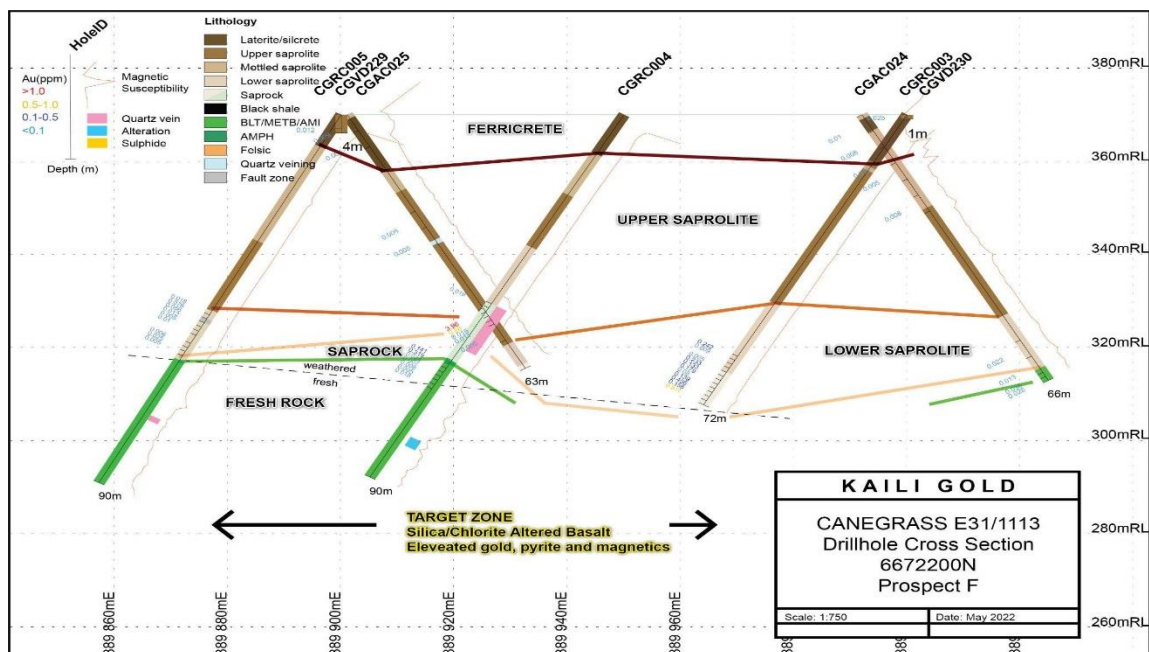 HoleID
Au(ppm)
>1.0
0.5-1.0
0.1-0.5
<0.1
Depth (m)
Magnetic
Susceptibility
Quartz vein
Alteration
Sulphide
Lithology
Laterite/silcrete
Upper saprolite
Mottled saprolite
Lower saprolite
Saprock
Black shale
BLT/METB/AMI
AMPH
Felsic
Quartz veining
Fault zone
CGRC005
CGVD229
CGAC025
CGRC004
CGAC024
CGRC003
CGVD230
380mRL
360mRL
340mRL
320mRL
300mRL
280mRL
260mRL
4m
1m
FERRICRETE
UPPER SAPROLITE
SAPROCK
LOWER SAPROLITE
weathered
fresh
FRESH ROCK
63m
72m
66m
90m
90m
TARGET ZONE
Silica/Chlorite Altered Basalt
Eleveated gold, pyrite and magnetics
KAILI GOLD
CANEGRASS E31/1113
Drillhole Cross Section
6672200N
Prospect F
Scale: 1:750
Date: May 2022
389 860mE
389 880mE
389 900mE
389 920mE
389 940mE
389 960mE